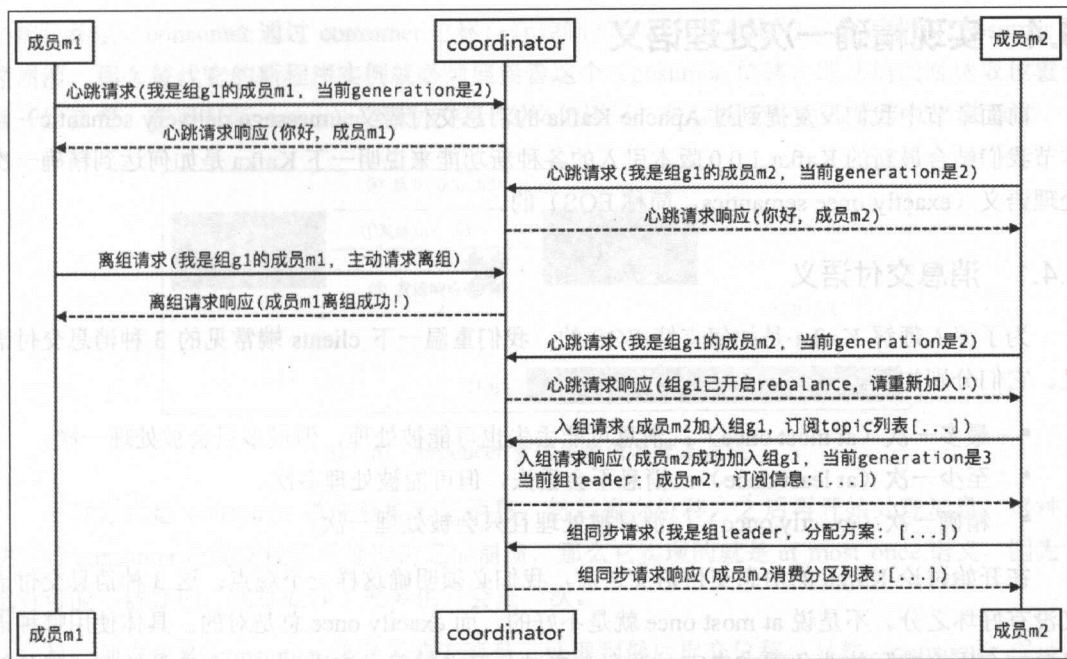 成员m1 coordinator 成员m2
心跳请求(我是组g1的成员m1, 当前generation是2)
心跳请求响应(你好, 成员m1)
心跳请求(我是组g1的成员m2, 当前generation是2)
心跳请求响应(你好, 成员m2)
离组请求(我是组g1的成员m1, 主动请求离组)
离组请求响应(成员m1离组成功!)
心跳请求(我是组g1的成员m2, 当前generation是2)
心跳请求响应(组g1已开启rebalance, 请重新加入!)
入组请求(成员m2加入组g1, 订阅topic列表[...])
入组请求响应(成员m2成功加入组g1, 当前generation是3
当前组leader: 成员m2, 订阅信息:[...])
组同步请求(我是组leader, 分配方案: [...])
组同步请求响应(成员m2消费分区列表:[...])
成员m1 coordinator 成员m2